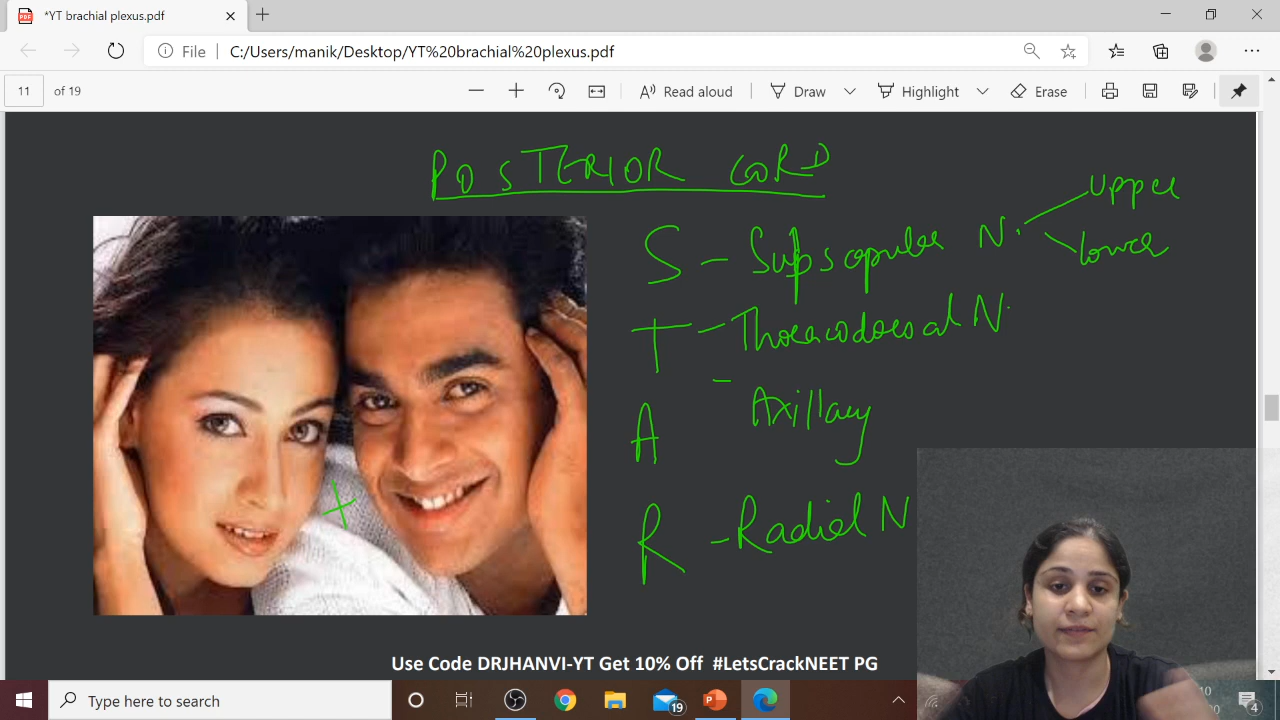 *YT brachial plexus.pdf
File C:/Users/manik/Desktop/YT%20brachial%20plexus.pdf
11 of 19 Read aloud Draw Highlight Erase
POSTERIOR CORD
S - Subscapular N. upper
lower
T - Thoracodorsal N.
A - Axillary
R - Radial N
Use Code DRJHANVI-YT Get 10% Off #LetsCrackNEET PG
Type here to search
19
4